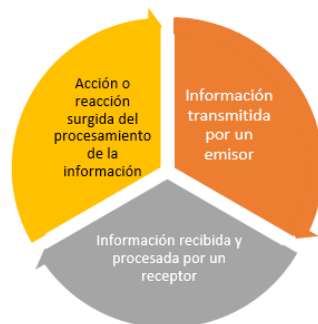 Acción o
reacción
surgida del
procesamiento
de la
información
Información
transmitida
por un
emisor
Información recibida y
procesada por un
receptor